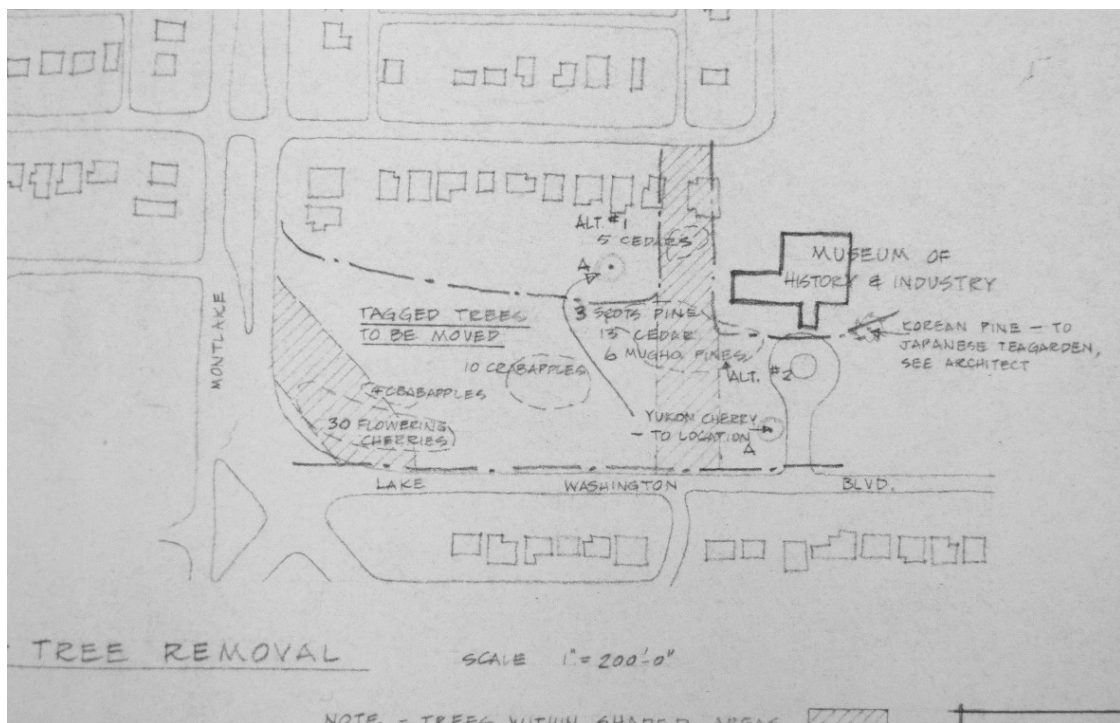 ALT. #1
5 CEDARS
A
MUSEUM OF
HISTORY & INDUSTRY
TAGGED TREES
TO BE MOVED
3 SCOTS PINE
13 CEDAR
6 MUGHO PINES
KOREAN PINE - TO
JAPANESE TEAGARDEN,
SEE ARCHITECT
MONTLAKE
10 CRABAPPLES
ALT. #2
4 CRABAPPLES
30 FLOWERING
CHERRIES
YUKON CHERRY
- TO LOCATION
A
LAKE WASHINGTON BLVD.
TREE REMOVAL
SCALE 1" = 200'-0"
NOTE - TREES WITHIN SHADED AREAS